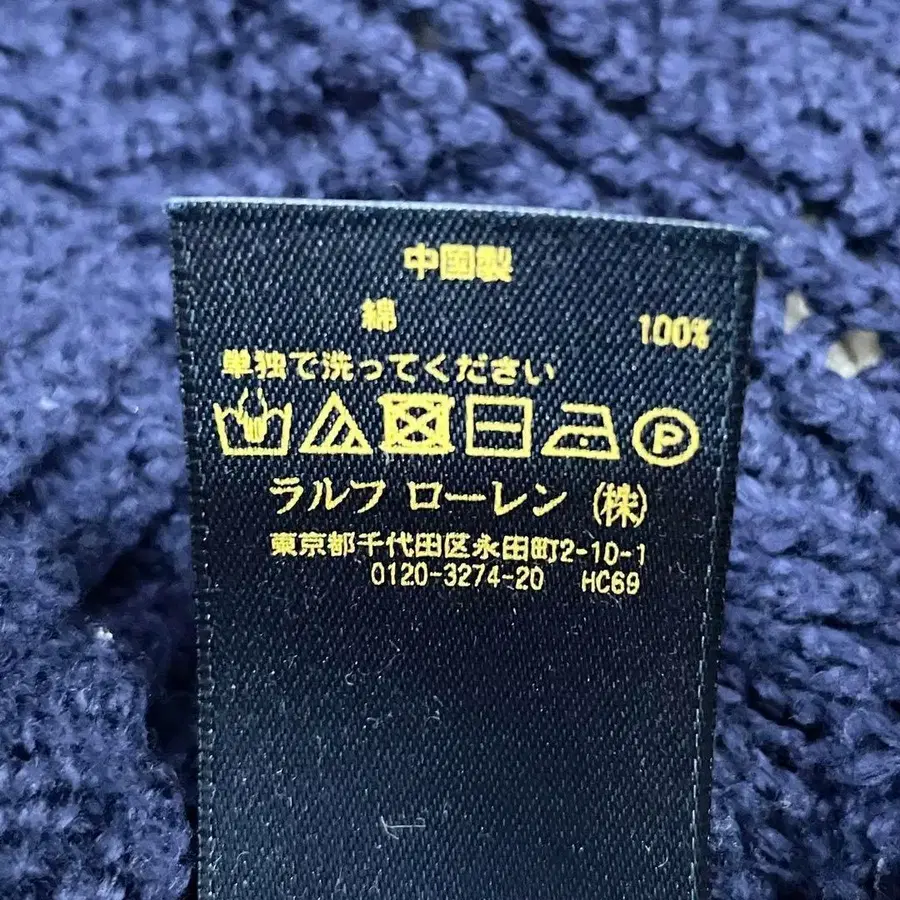 中国製
綿 100%
単独で洗ってください
P
ラルフ ローレン (株)
東京都千代田区永田町2-10-1
0120-3274-20 HC69